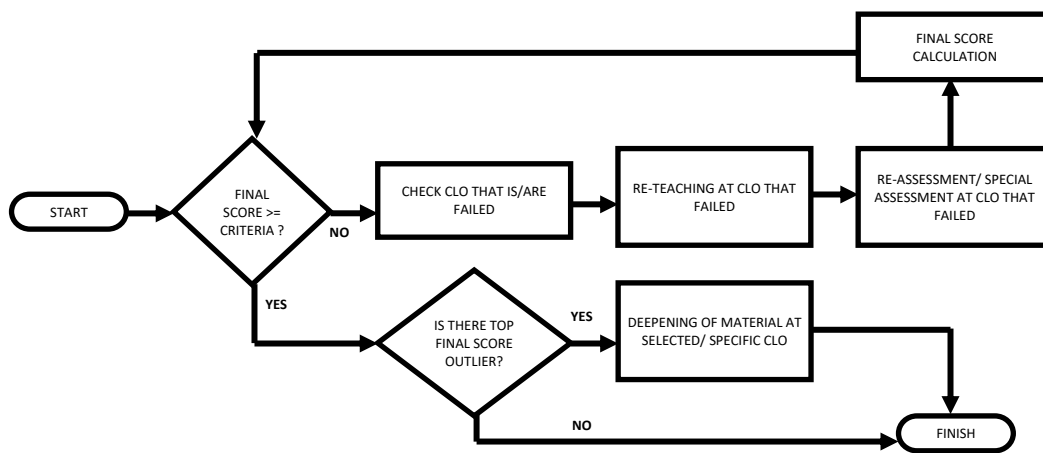 FINAL SCORE
CALCULATION
START
FINAL
SCORE >=
CRITERIA ?
NO
CHECK CLO THAT IS/ARE
FAILED
RE-TEACHING AT CLO THAT
FAILED
RE-ASSESSMENT/ SPECIAL
ASSESSMENT AT CLO THAT
FAILED
YES
IS THERE TOP
FINAL SCORE
OUTLIER?
YES
DEEPENING OF MATERIAL AT
SELECTED/ SPECIFIC CLO
NO
FINISH